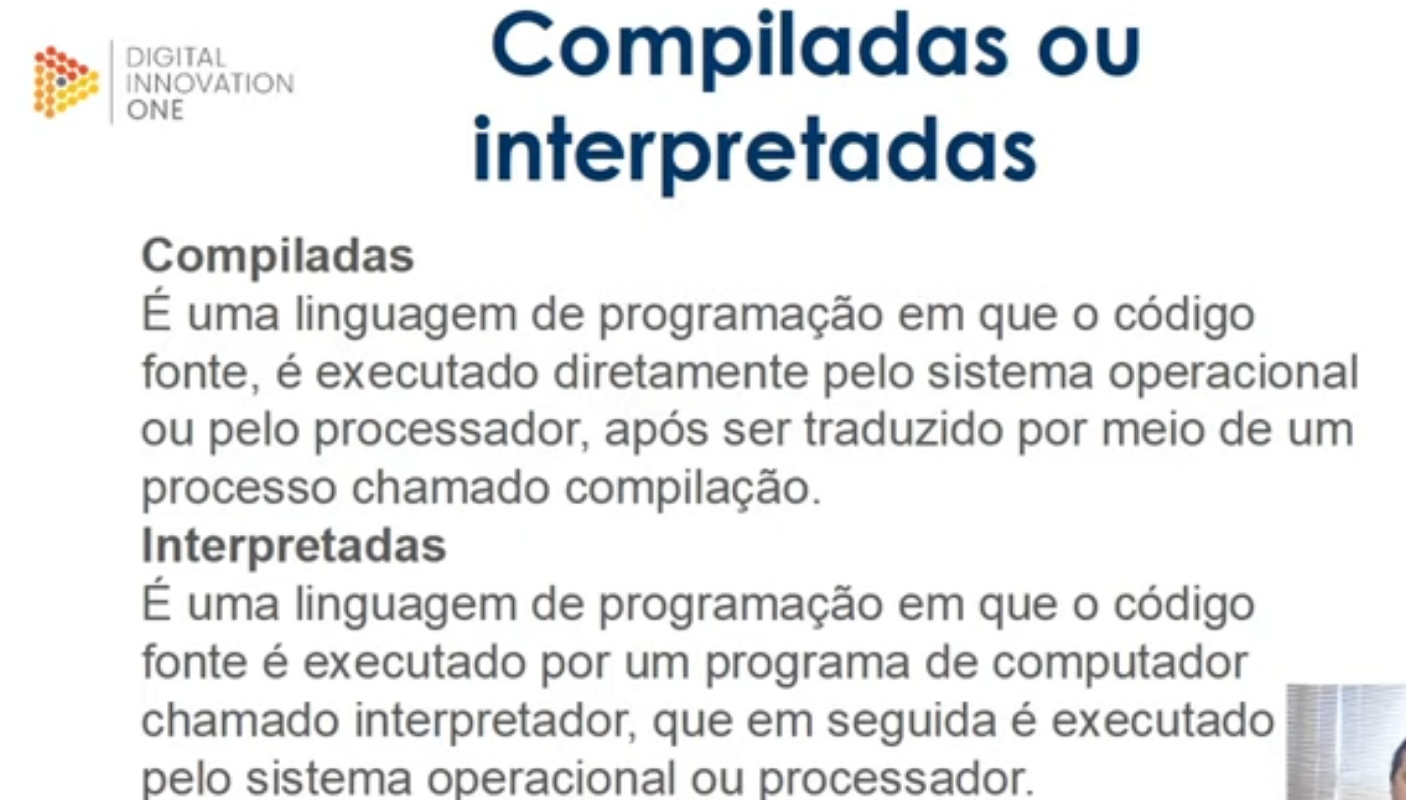 DIGITAL
INNOVATION
ONE
Compiladas ou
interpretadas
Compiladas
É uma linguagem de programação em que o código
fonte, é executado diretamente pelo sistema operacional
ou pelo processador, após ser traduzido por meio de um
processo chamado compilação.
Interpretadas
É uma linguagem de programação em que o código
fonte é executado por um programa de computador
chamado interpretador, que em seguida é executado
pelo sistema operacional ou processador.